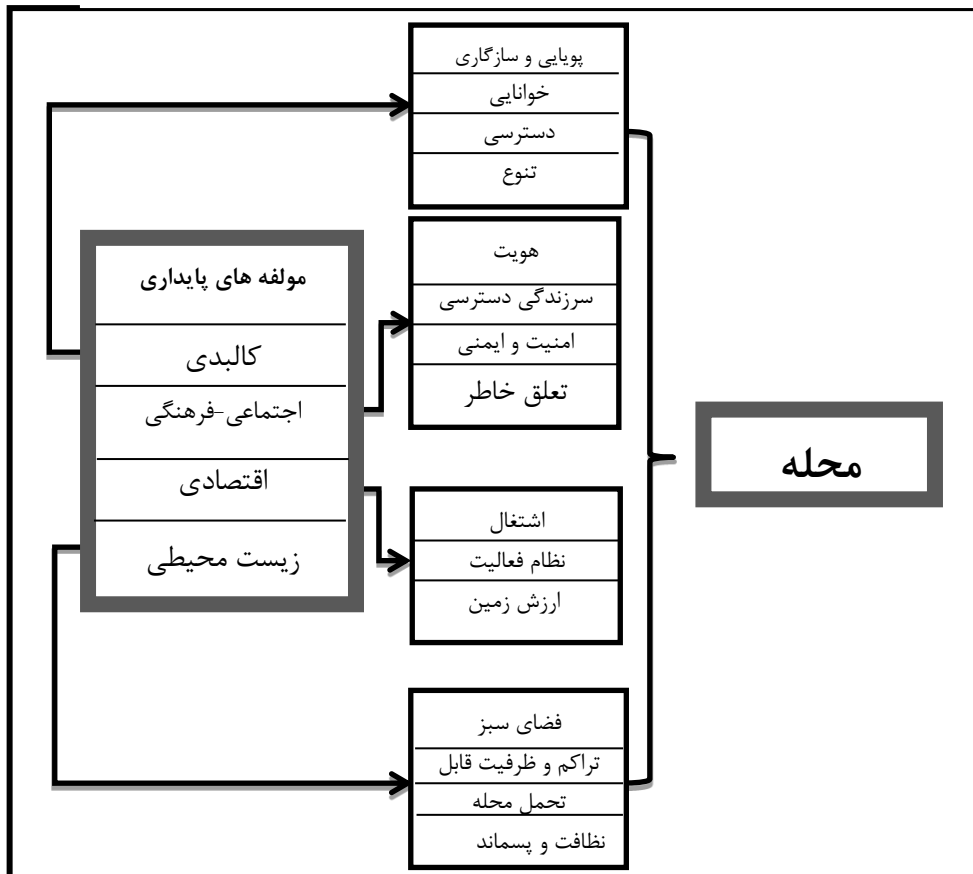 پویایی و سازگاری
خوانایی
دسترسی
تنوع
مولفه های پایداری
کالبدی
اجتماعی-فرهنگی
اقتصادی
زیست محیطی
هویت
سرزندگی دسترسی
امنیت و ایمنی
تعلق خاطر
محله
اشتغال
نظام فعالیت
ارزش زمین
فضای سبز
تراکم و ظرفیت قابل
تحمل محله
نظافت و پسماند